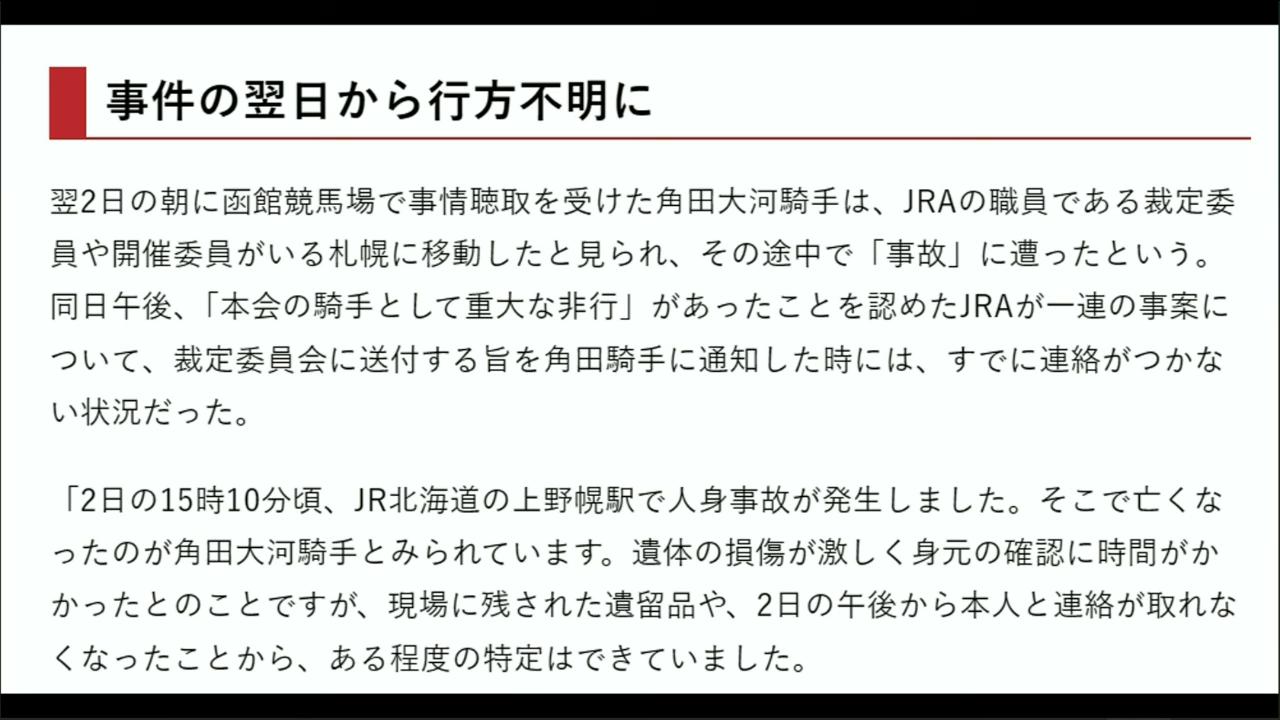 事件の翌日から行方不明に
翌2日の朝に函館競馬場で事情聴取を受けた角田大河騎手は、JRAの職員である裁定委
員や開催委員がいる札幌に移動したと見られ、その途中で「事故」に遭ったという。
同日午後、「本会の騎手として重大な非行」があったことを認めたJRAが一連の事案に
ついて、裁定委員会に送付する旨を角田騎手に通知した時には、すでに連絡がつかな
い状況だった。
「2日の15時10分頃、JR北海道の上野幌駅で人身事故が発生しました。そこで亡くな
ったのが角田大河騎手とみられています。遺体の損傷が激しく身元の確認に時間がか
かったとのことですが、現場に残された遺留品や、2日の午後から本人と連絡が取れな
くなったことから、ある程度の特定はできていました。